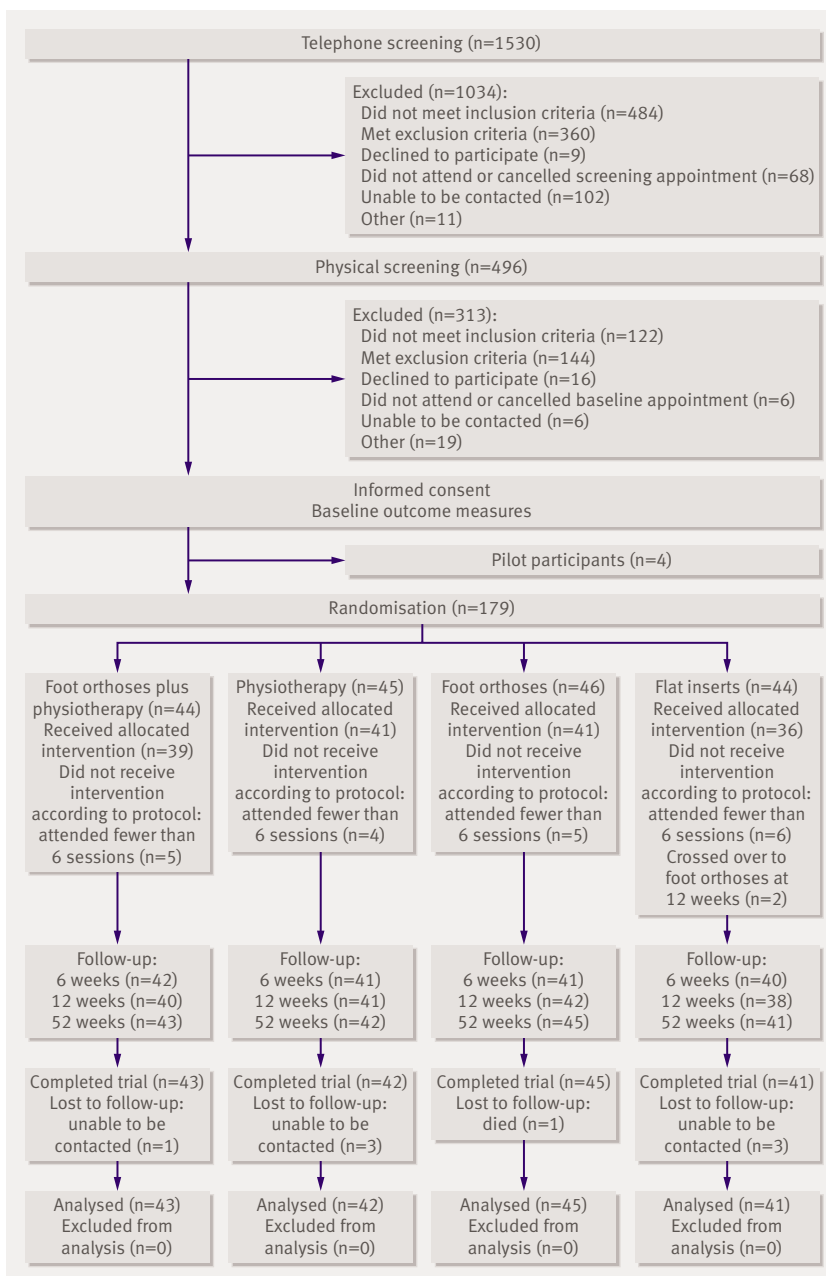 Telephone screening (n=1530)
Excluded (n=1034):
Did not meet inclusion criteria (n=484)
Met exclusion criteria (n=360)
Declined to participate (n=9)
Did not attend or cancelled screening appointment (n=68)
Unable to be contacted (n=102)
Other (n=11)
Physical screening (n=496)
Excluded (n=313):
Did not meet inclusion criteria (n=122)
Met exclusion criteria (n=144)
Declined to participate (n=16)
Did not attend or cancelled baseline appointment (n=6)
Unable to be contacted (n=6)
Other (n=19)
Informed consent
Baseline outcome measures
Pilot participants (n=4)
Randomisation (n=179)
Foot orthoses plus
physiotherapy (n=44)
Received allocated
intervention (n=39)
Did not receive
intervention
according to protocol:
attended fewer than
6 sessions (n=5)
Physiotherapy (n=45)
Received allocated
intervention (n=41)
Did not receive
intervention
according to protocol:
attended fewer than
6 sessions (n=4)
Foot orthoses (n=46)
Received allocated
intervention (n=41)
Did not receive
intervention
according to protocol:
attended fewer than
6 sessions (n=5)
Flat inserts (n=44)
Received allocated
intervention (n=36)
Did not receive
intervention
according to protocol:
attended fewer than
6 sessions (n=6)
Crossed over to
foot orthoses at
12 weeks (n=2)
Follow-up:
6 weeks (n=42)
12 weeks (n=40)
52 weeks (n=43)
Follow-up:
6 weeks (n=41)
12 weeks (n=41)
52 weeks (n=42)
Follow-up:
6 weeks (n=41)
12 weeks (n=42)
52 weeks (n=45)
Follow-up:
6 weeks (n=40)
12 weeks (n=38)
52 weeks (n=41)
Completed trial (n=43)
Lost to follow-up:
unable to be
contacted (n=1)
Completed trial (n=42)
Lost to follow-up:
unable to be
contacted (n=3)
Completed trial (n=45)
Lost to follow-up:
died (n=1)
Completed trial (n=41)
Lost to follow-up:
unable to be
contacted (n=3)
Analysed (n=43)
Excluded from
analysis (n=0)
Analysed (n=42)
Excluded from
analysis (n=0)
Analysed (n=45)
Excluded from
analysis (n=0)
Analysed (n=41)
Excluded from
analysis (n=0)